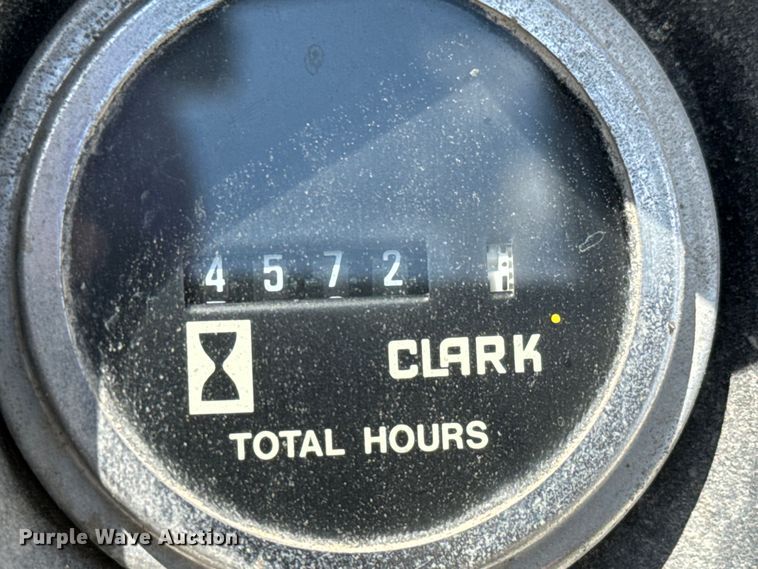 4572
CLARK
TOTAL HOURS
Purple Wave Auction